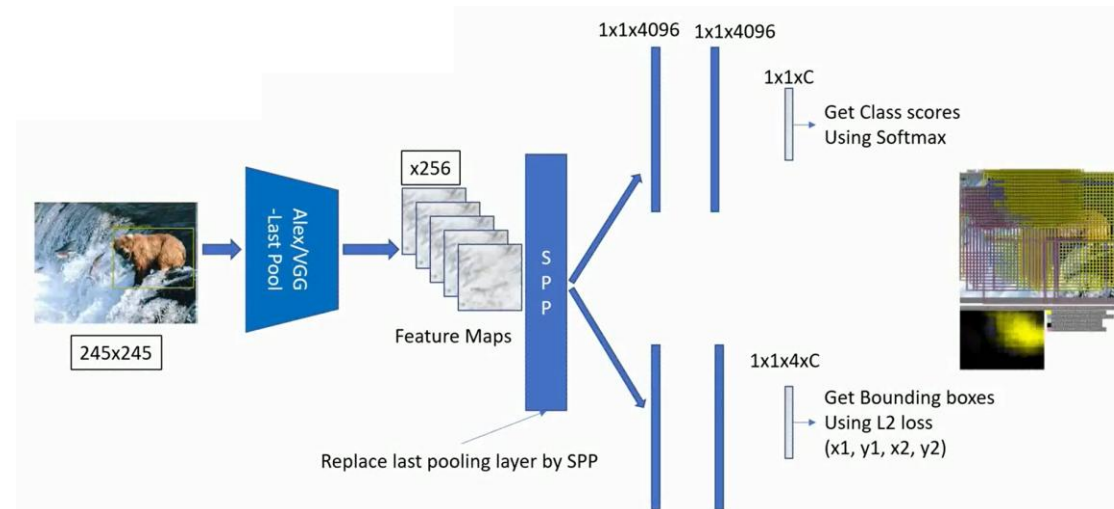 1x1x4096
1x1x4096
1x1xC
Get Class scores
Using Softmax
x256
Alex/VGG
-Last Pool
S
P
P
Feature Maps
245x245
1x1x4xC
Get Bounding boxes
Using L2 loss
(x1, y1, x2, y2)
Replace last pooling layer by SPP